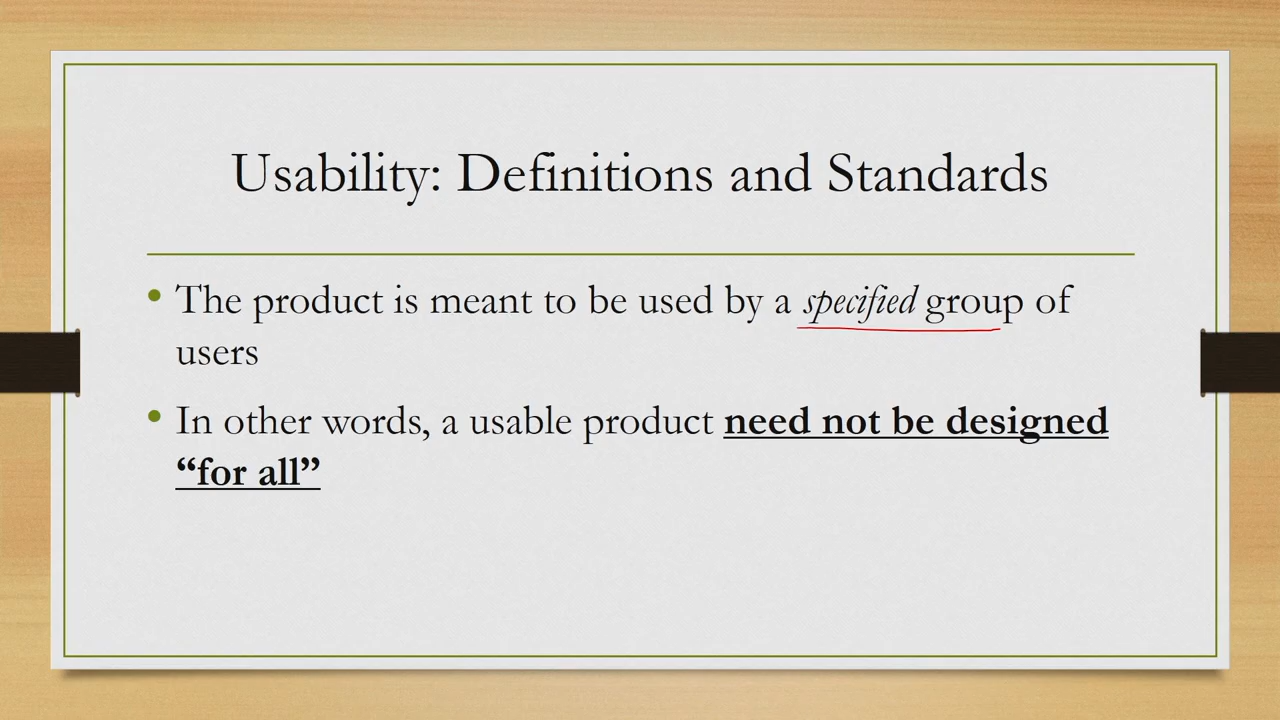 Usability: Definitions and Standards
• The product is meant to be used by a specified group of
users
• In other words, a usable product need not be designed
“for all”